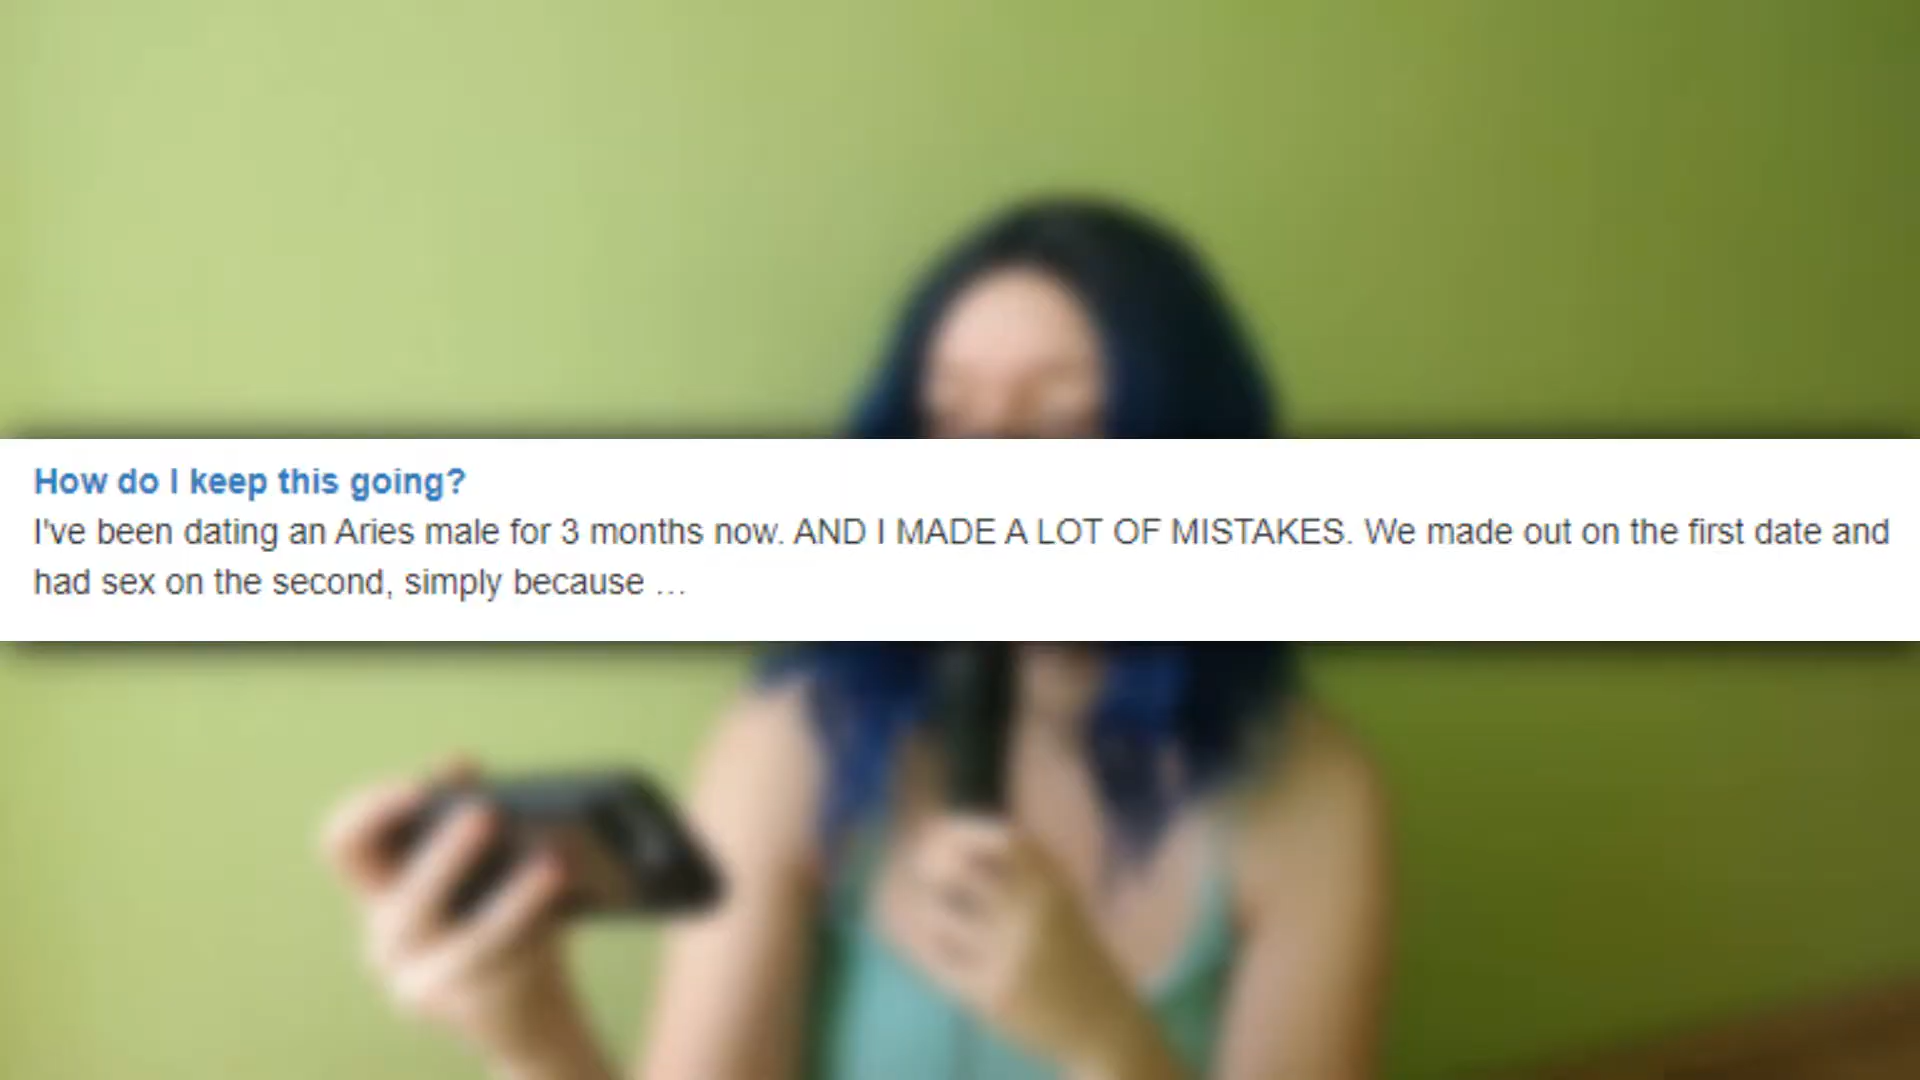 How do I keep this going?
I've been dating an Aries male for 3 months now. AND I MADE A LOT OF MISTAKES. We made out on the first date and
had sex on the second, simply because …